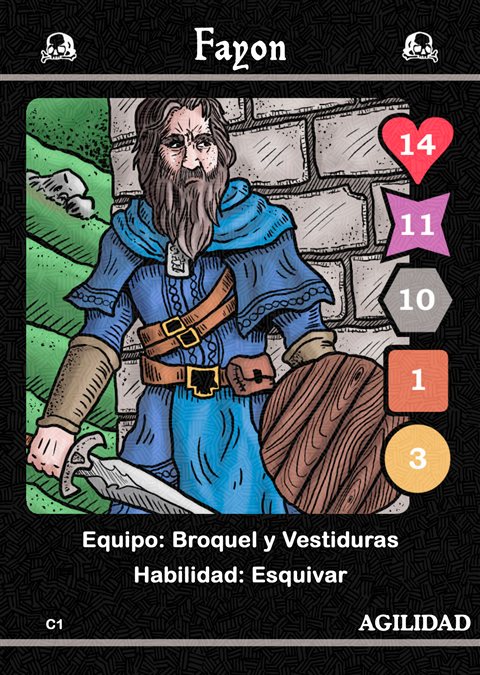 Fayon
14
11
10
1
3
Equipo: Broquel y Vestiduras
Habilidad: Esquivar
C1
AGILIDAD